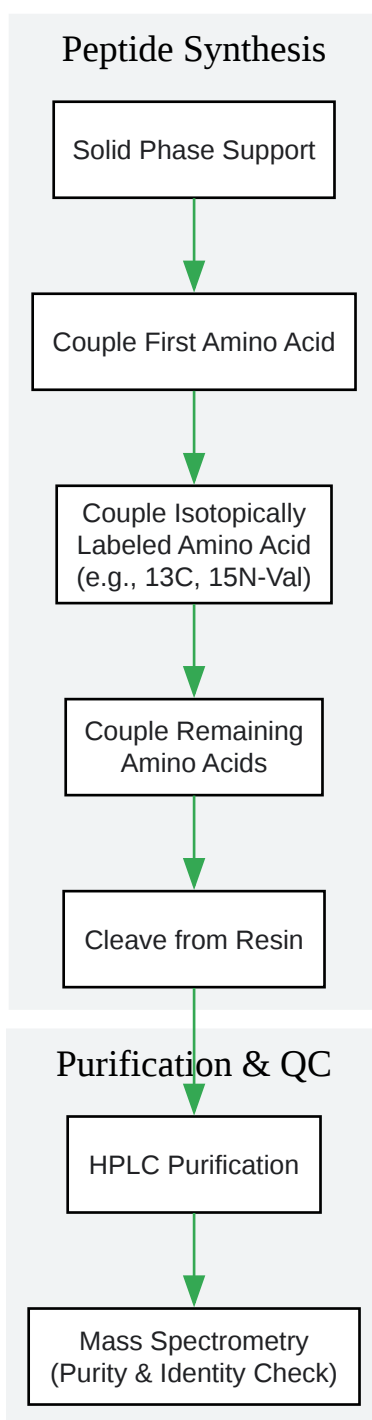 Peptide Synthesis
Solid Phase Support
Couple First Amino Acid
Couple Isotopically
Labeled Amino Acid
(e.g., 13C, 15N-Val)
Couple Remaining
Amino Acids
Cleave from Resin
Purification & QC
HPLC Purification
Mass Spectrometry
(Purity & Identity Check)